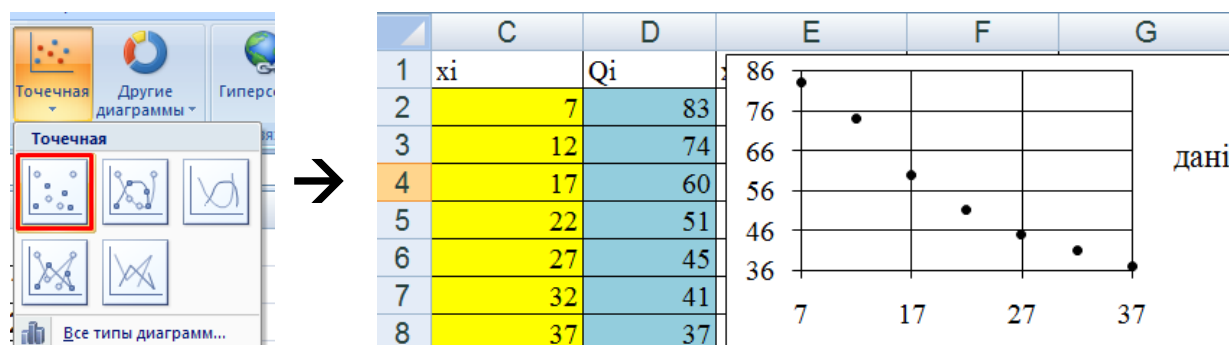 Точечная
Другие
диаграммы
Точечная
Все типы диаграмм...
C D E F G
1 xi Qi
2 7 83
3 12 74
4 17 60
5 22 51
6 27 45
7 32 41
8 37 37
86
76
66
56
46
36
7 17 27 37
дані